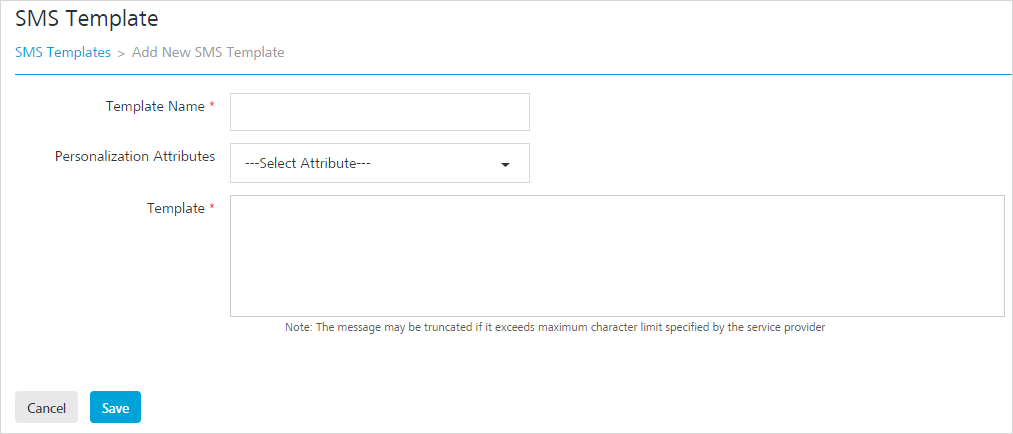 SMS Template
SMS Templates > Add New SMS Template
Template Name *
Personalization Attributes
---Select Attribute---
Template *
Note: The message may be truncated if it exceeds maximum character limit specified by the service provider
Cancel Save